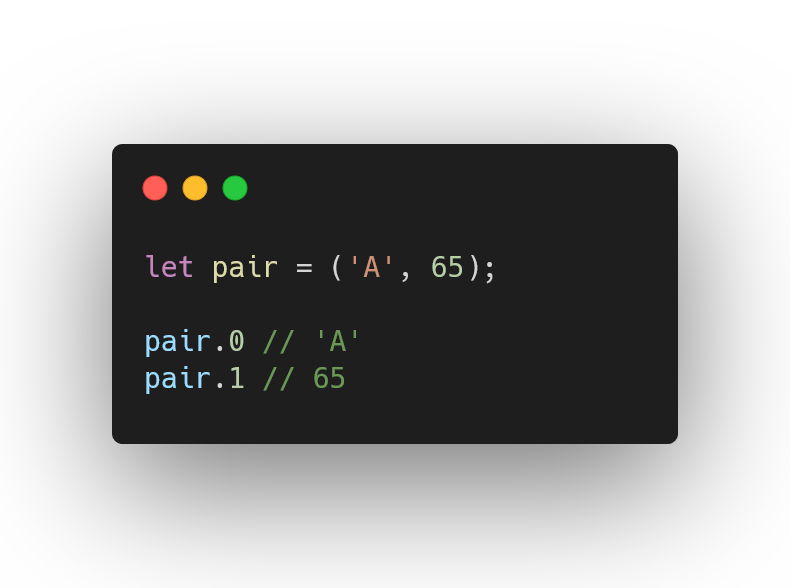 let pair = ('A', 65);
pair.0 // 'A'
pair.1 // 65